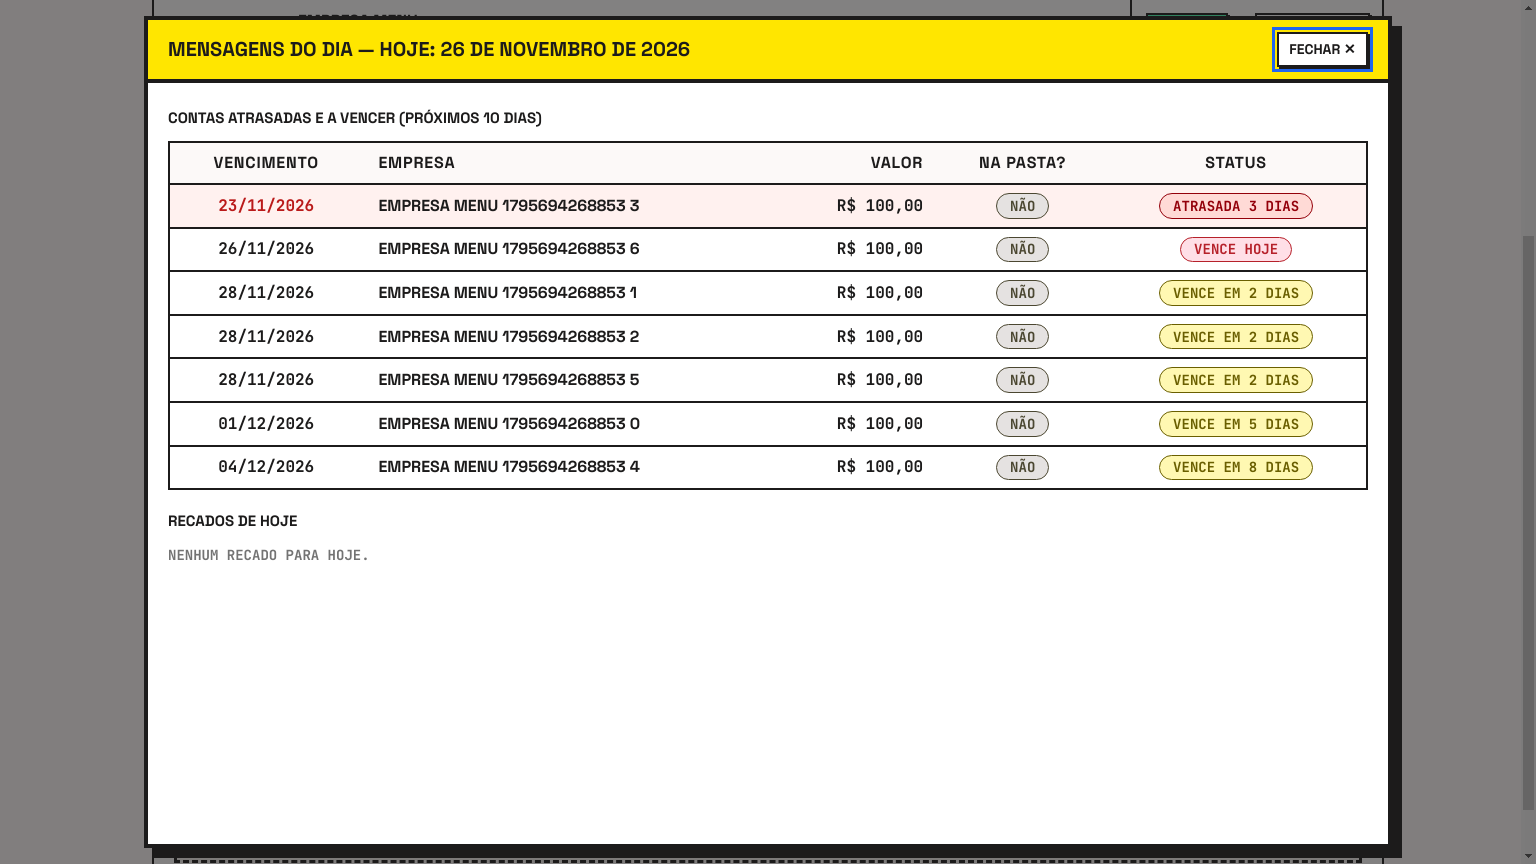 MENSAGENS DO DIA — HOJE: 26 DE NOVEMBRO DE 2026
FECHAR ✕
CONTAS ATRASADAS E A VENCER (PRÓXIMOS 10 DIAS)
VENCIMENTO EMPRESA VALOR NA PASTA? STATUS
23/11/2026 EMPRESA MENU 1795694268853 3 R$ 100,00 NÃO ATRASADA 3 DIAS
26/11/2026 EMPRESA MENU 1795694268853 6 R$ 100,00 NÃO VENCE HOJE
28/11/2026 EMPRESA MENU 1795694268853 1 R$ 100,00 NÃO VENCE EM 2 DIAS
28/11/2026 EMPRESA MENU 1795694268853 2 R$ 100,00 NÃO VENCE EM 2 DIAS
28/11/2026 EMPRESA MENU 1795694268853 5 R$ 100,00 NÃO VENCE EM 2 DIAS
01/12/2026 EMPRESA MENU 1795694268853 0 R$ 100,00 NÃO VENCE EM 5 DIAS
04/12/2026 EMPRESA MENU 1795694268853 4 R$ 100,00 NÃO VENCE EM 8 DIAS
RECADOS DE HOJE
NENHUM RECADO PARA HOJE.